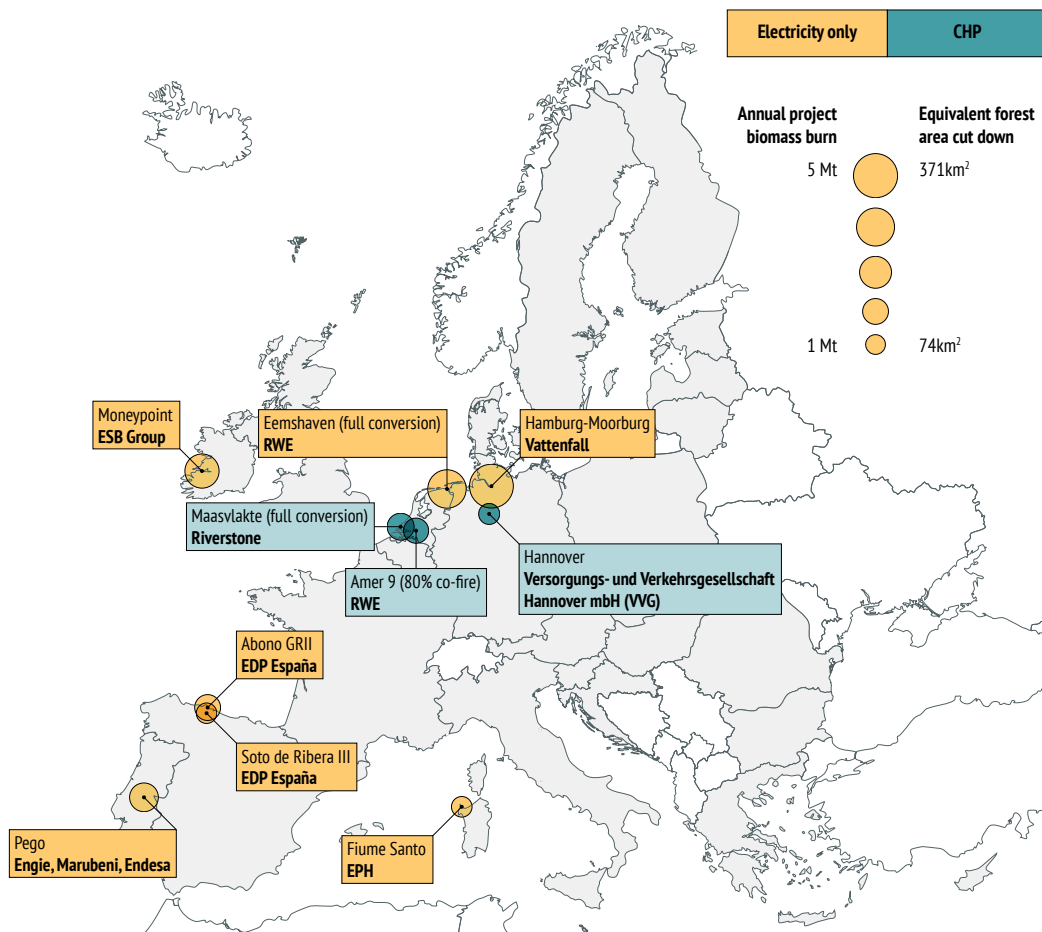 Electricity only
CHP
Annual project
biomass burn
Equivalent forest
area cut down
5 Mt
371km²
1 Mt
74km²
Moneypoint
ESB Group
Eemshaven (full conversion)
RWE
Hamburg-Moorburg
Vattenfall
Maasvlakte (full conversion)
Riverstone
Amer 9 (80% co-fire)
RWE
Hannover
Versorgungs- und Verkehrsgesellschaft
Hannover mbH (VVG)
Abono GRII
EDP España
Soto de Ribera III
EDP España
Pego
Engie, Marubeni, Endesa
Fiume Santo
EPH